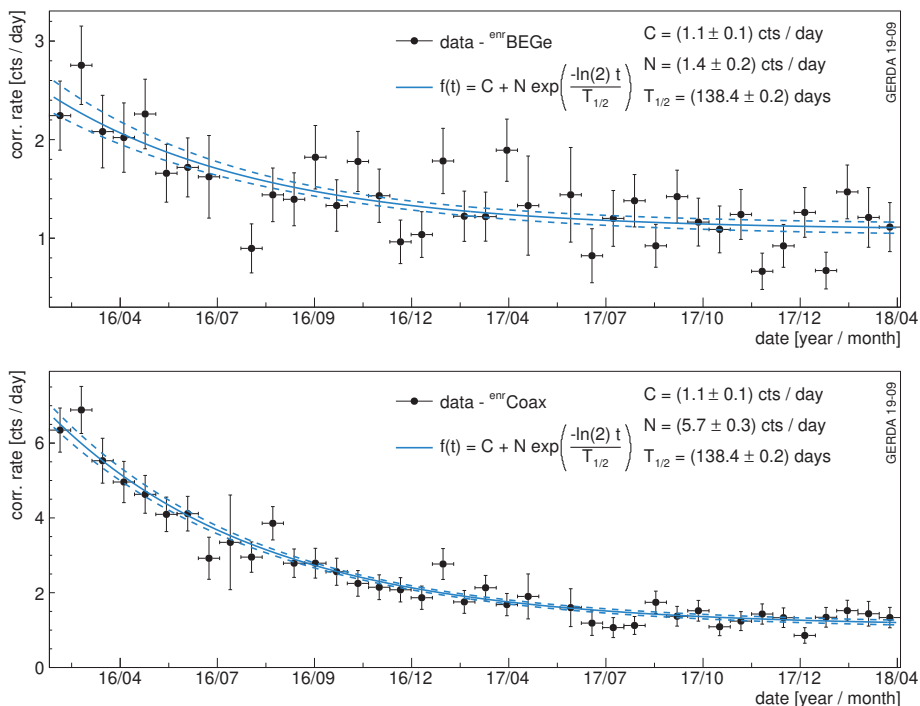 corr. rate [cts / day]
3
2
1
data - enrBEGe
f(t) = C + N exp(-ln(2) t / T1/2)
C = (1.1 ± 0.1) cts / day
N = (1.4 ± 0.2) cts / day
T1/2 = (138.4 ± 0.2) days
GERDA 19-09
16/04 16/07 16/09 16/12 17/04 17/07 17/10 17/12 18/04
date [year / month]
corr. rate [cts / day]
6
4
2
0
data - enrCoax
f(t) = C + N exp(-ln(2) t / T1/2)
C = (1.1 ± 0.1) cts / day
N = (5.7 ± 0.3) cts / day
T1/2 = (138.4 ± 0.2) days
GERDA 19-09
16/04 16/07 16/09 16/12 17/04 17/07 17/10 17/12 18/04
date [year / month]